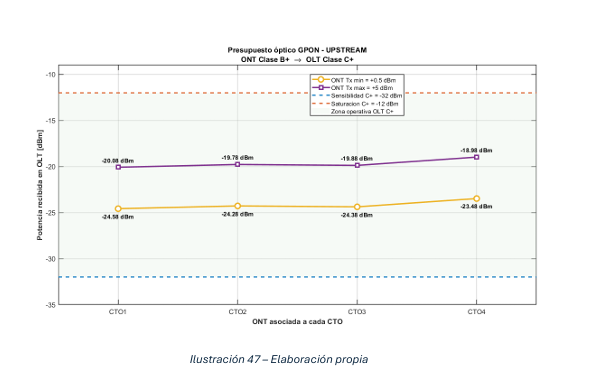 Presupuesto óptico GPON - UPSTREAM
ONT Clase B+ → OLT Clase C+
ONT Tx min = +0.5 dBm
ONT Tx max = +5 dBm
Sensibilidad C+ = -32 dBm
Saturacion C+ = -12 dBm
Zona operativa OLT C+
Potencia recibida en OLT [dBm]
-10
-15
-20
-25
-30
-35
-20.08 dBm
-19.78 dBm
-19.88 dBm
-18.98 dBm
-24.58 dBm
-24.28 dBm
-24.38 dBm
-23.48 dBm
CTO1
CTO2
CTO3
CTO4
ONT asociada a cada CTO
Ilustración 47 – Elaboración propia